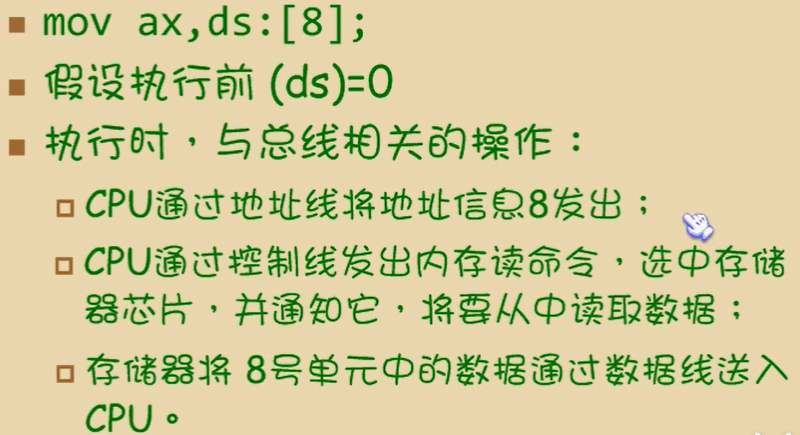 mov ax,ds:[8];
假设执行前 (ds)=0
执行时，与总线相关的操作：
CPU通过地址线将地址信息8发出；
CPU通过控制线发出内存读命令，选中存储
器芯片，并通知它，将要从中读取数据；
存储器将 8号单元中的数据通过数据线送入
CPU。